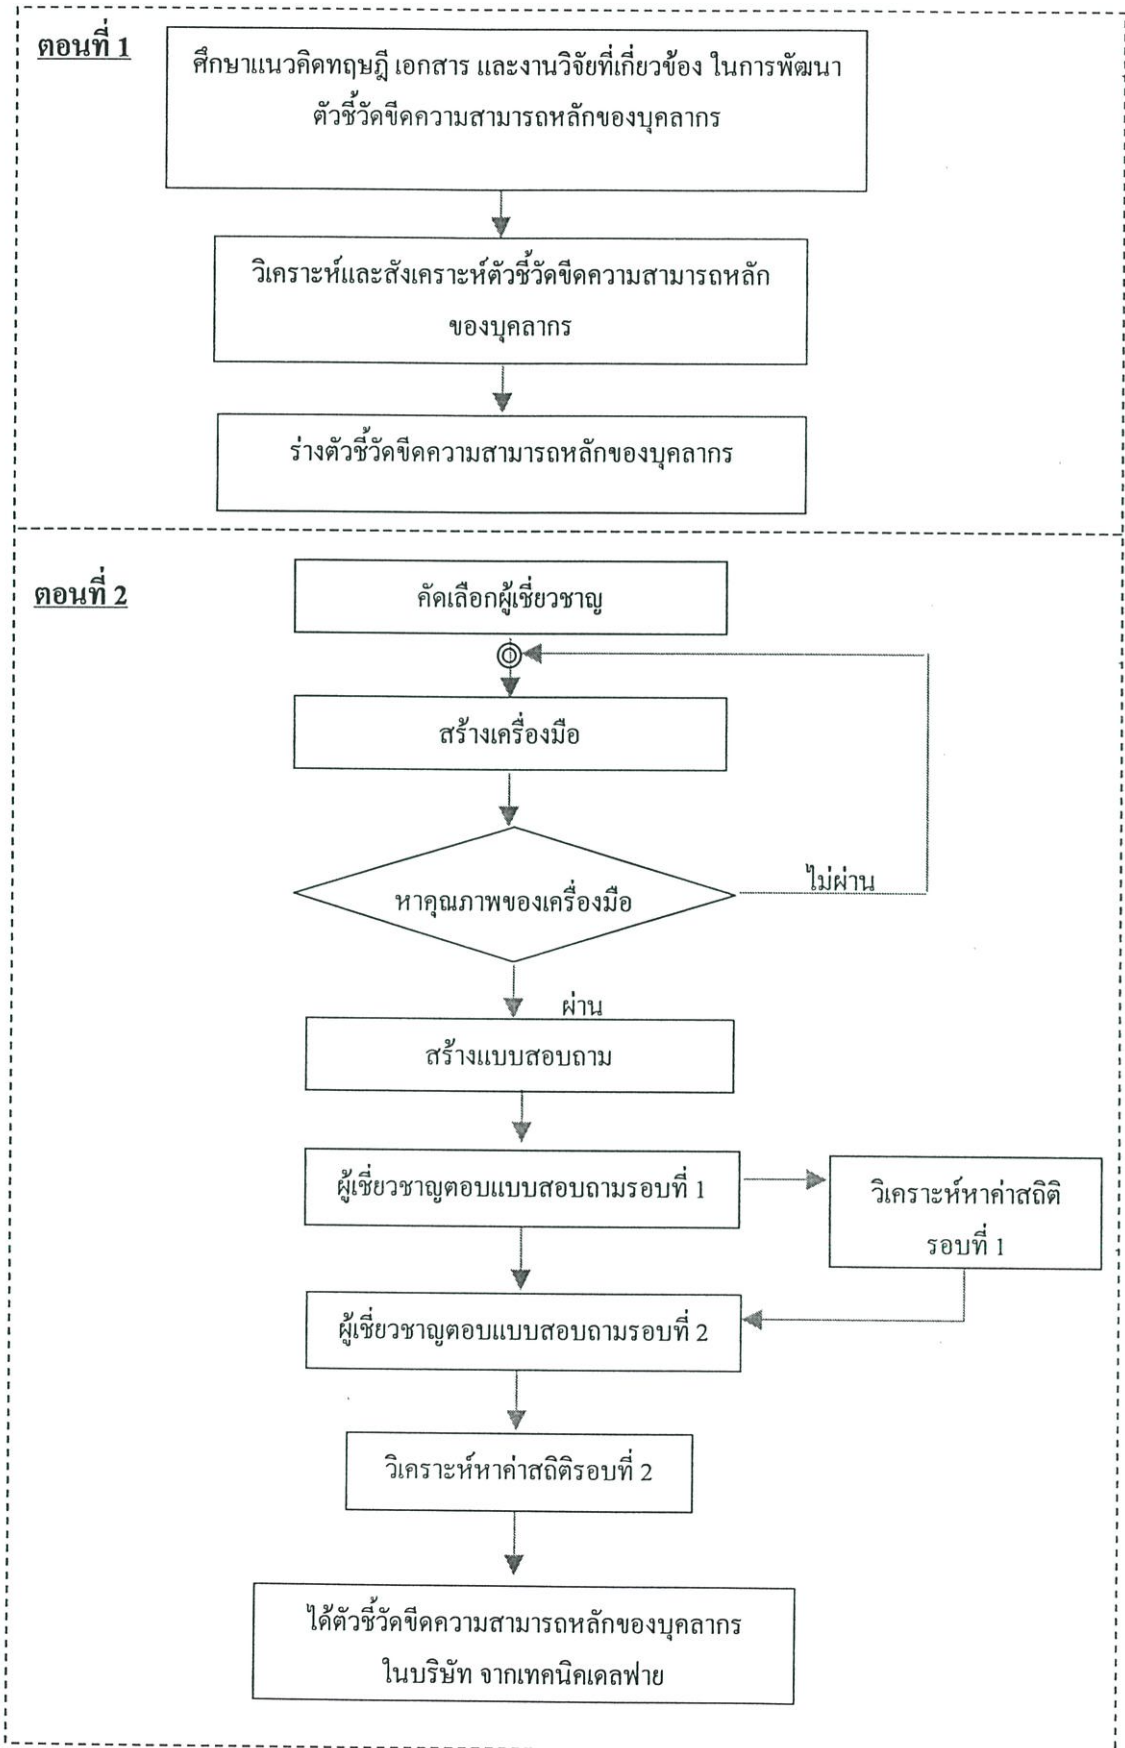 ตอนที่ 1
ศึกษาแนวคิดทฤษฎี เอกสาร และงานวิจัยที่เกี่ยวข้อง ในการพัฒนา
ตัวชี้วัดขีดความสามารถหลักของบุคลากร
วิเคราะห์และสังเคราะห์ตัวชี้วัดขีดความสามารถหลัก
ของบุคลากร
ร่างตัวชี้วัดขีดความสามารถหลักของบุคลากร
ตอนที่ 2
คัดเลือกผู้เชี่ยวชาญ
สร้างเครื่องมือ
หาคุณภาพของเครื่องมือ
ไม่ผ่าน
ผ่าน
สร้างแบบสอบถาม
ผู้เชี่ยวชาญตอบแบบสอบถามรอบที่ 1
วิเคราะห์หาค่าสถิติ
รอบที่ 1
ผู้เชี่ยวชาญตอบแบบสอบถามรอบที่ 2
วิเคราะห์หาค่าสถิติรอบที่ 2
ได้ตัวชี้วัดขีดความสามารถหลักของบุคลากร
ในบริษัท จากเทคนิคเดลฟาย